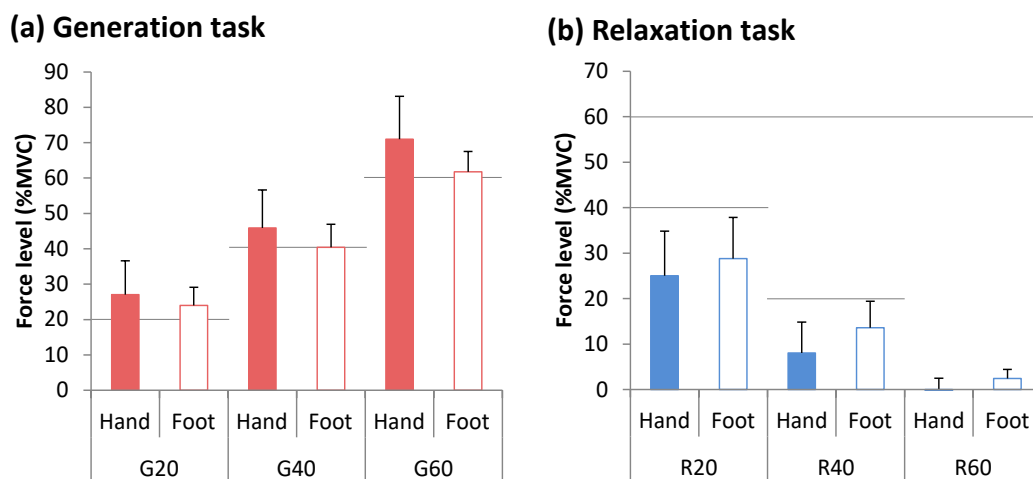 (a) Generation task
Force level (%MVC)
90
80
70
60
50
40
30
20
10
0
Hand Foot Hand Foot Hand Foot
G20 G40 G60
(b) Relaxation task
Force level (%MVC)
70
60
50
40
30
20
10
0
Hand Foot Hand Foot Hand Foot
R20 R40 R60